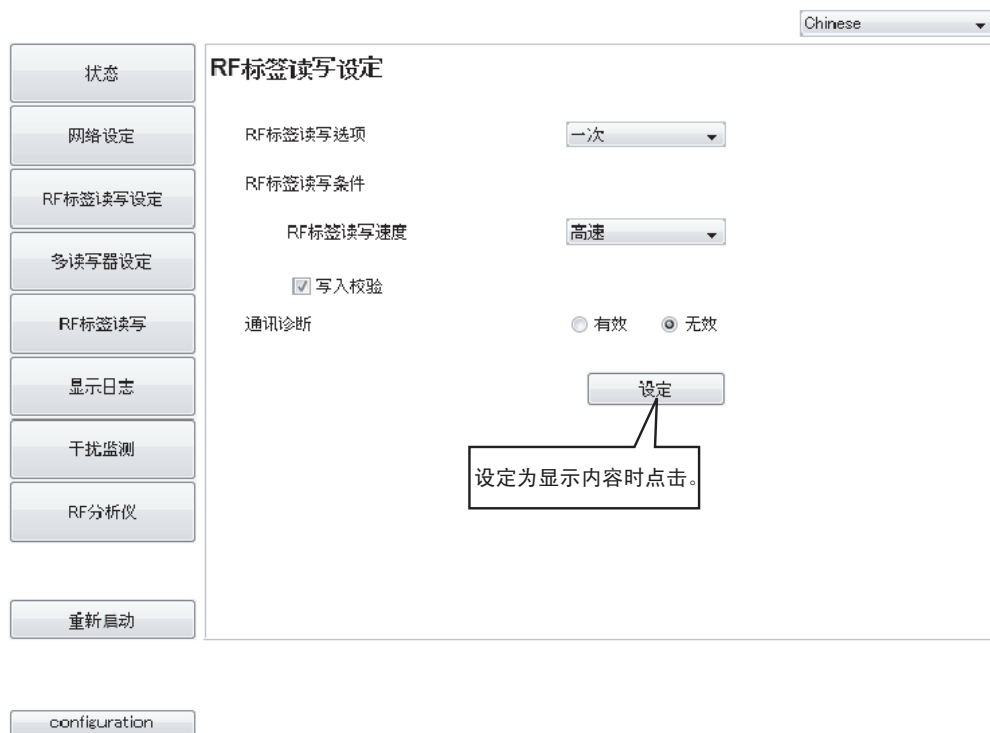 Chinese
状态
网络设定
RF标签读写设定
多读写器设定
RF标签读写
显示日志
干扰监测
RF分析仪
重新启动
configuration
RF标签读写设定
RF标签读写选项 一次
RF标签读写条件
RF标签读写速度 高速
写入校验
通讯诊断 有效 无效
设定
设定为显示内容时点击。